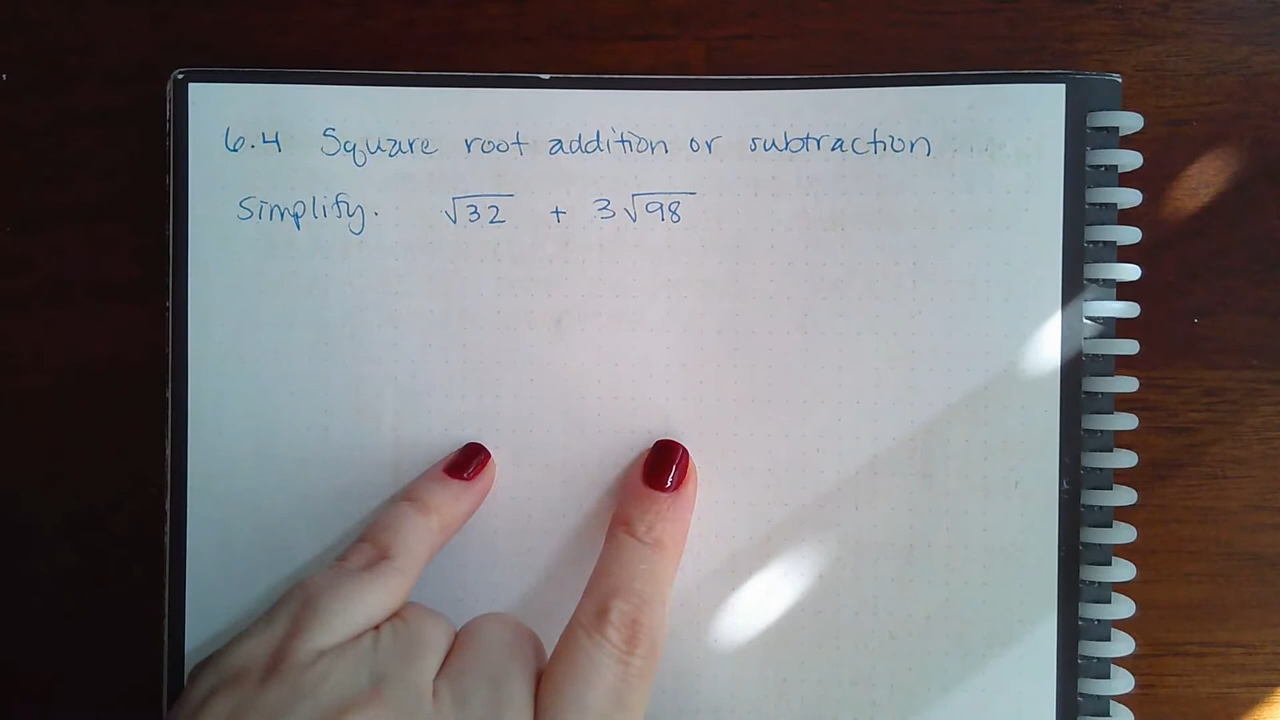 6.4 Square root addition or subtraction
Simplify. √32 + 3√98